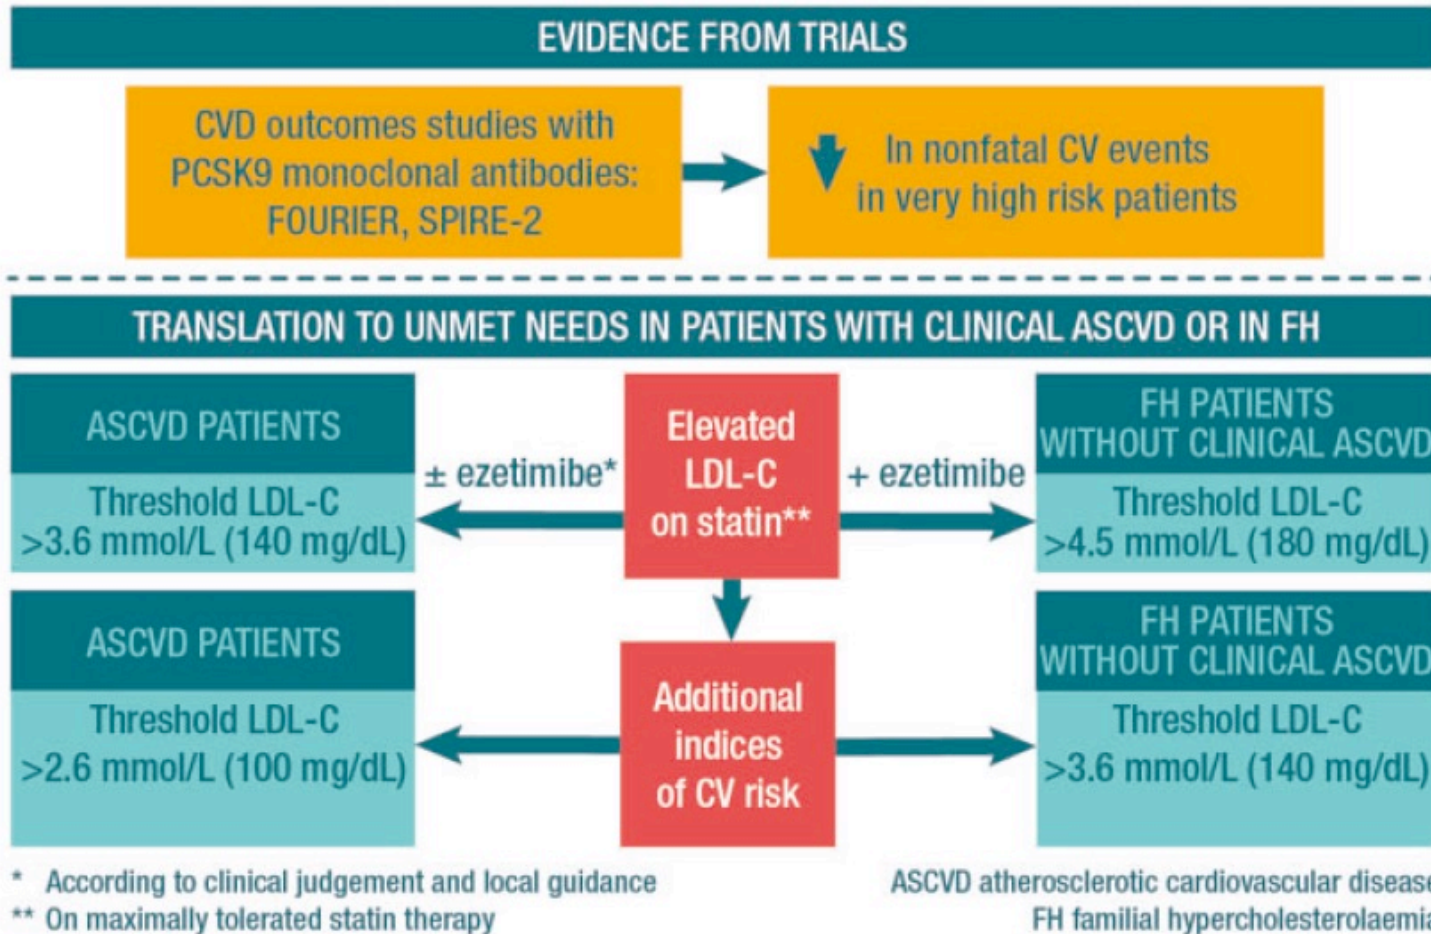 EVIDENCE FROM TRIALS
CVD outcomes studies with
PCSK9 monoclonal antibodies:
FOURIER, SPIRE-2
In nonfatal CV events
in very high risk patients
TRANSLATION TO UNMET NEEDS IN PATIENTS WITH CLINICAL ASCVD OR IN FH
ASCVD PATIENTS
Threshold LDL-C
>3.6 mmol/L (140 mg/dL)
± ezetimibe*
Elevated
LDL-C
on statin**
+ ezetimibe
FH PATIENTS
WITHOUT CLINICAL ASCVD
Threshold LDL-C
>4.5 mmol/L (180 mg/dL)
ASCVD PATIENTS
Threshold LDL-C
>2.6 mmol/L (100 mg/dL)
Additional
indices
of CV risk
FH PATIENTS
WITHOUT CLINICAL ASCVD
Threshold LDL-C
>3.6 mmol/L (140 mg/dL)
* According to clinical judgement and local guidance
** On maximally tolerated statin therapy
ASCVD atherosclerotic cardiovascular disease
FH familial hypercholesterolaemia